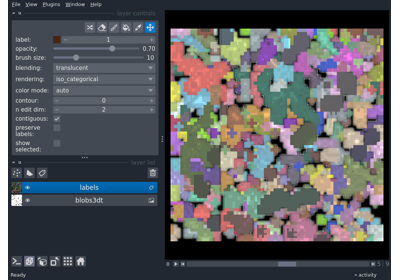 File View Plugins Window Help
layer controls
label: 1
opacity: 0.70
brush size: 10
blending: translucent
rendering: iso_categorical
color mode: auto
contour: 0
n edit dim: 2
contiguous:
preserve
labels:
show
selected:
layer list
labels
blobs3dt
Ready
activity